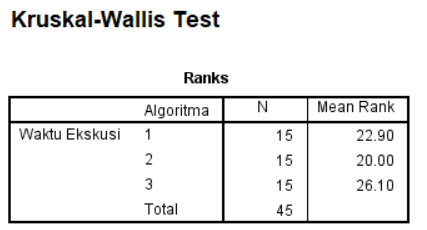 Kruskal-Wallis Test
Ranks
Algoritma N Mean Rank
Waktu Ekskusi 1 15 22.90
2 15 20.00
3 15 26.10
Total 45